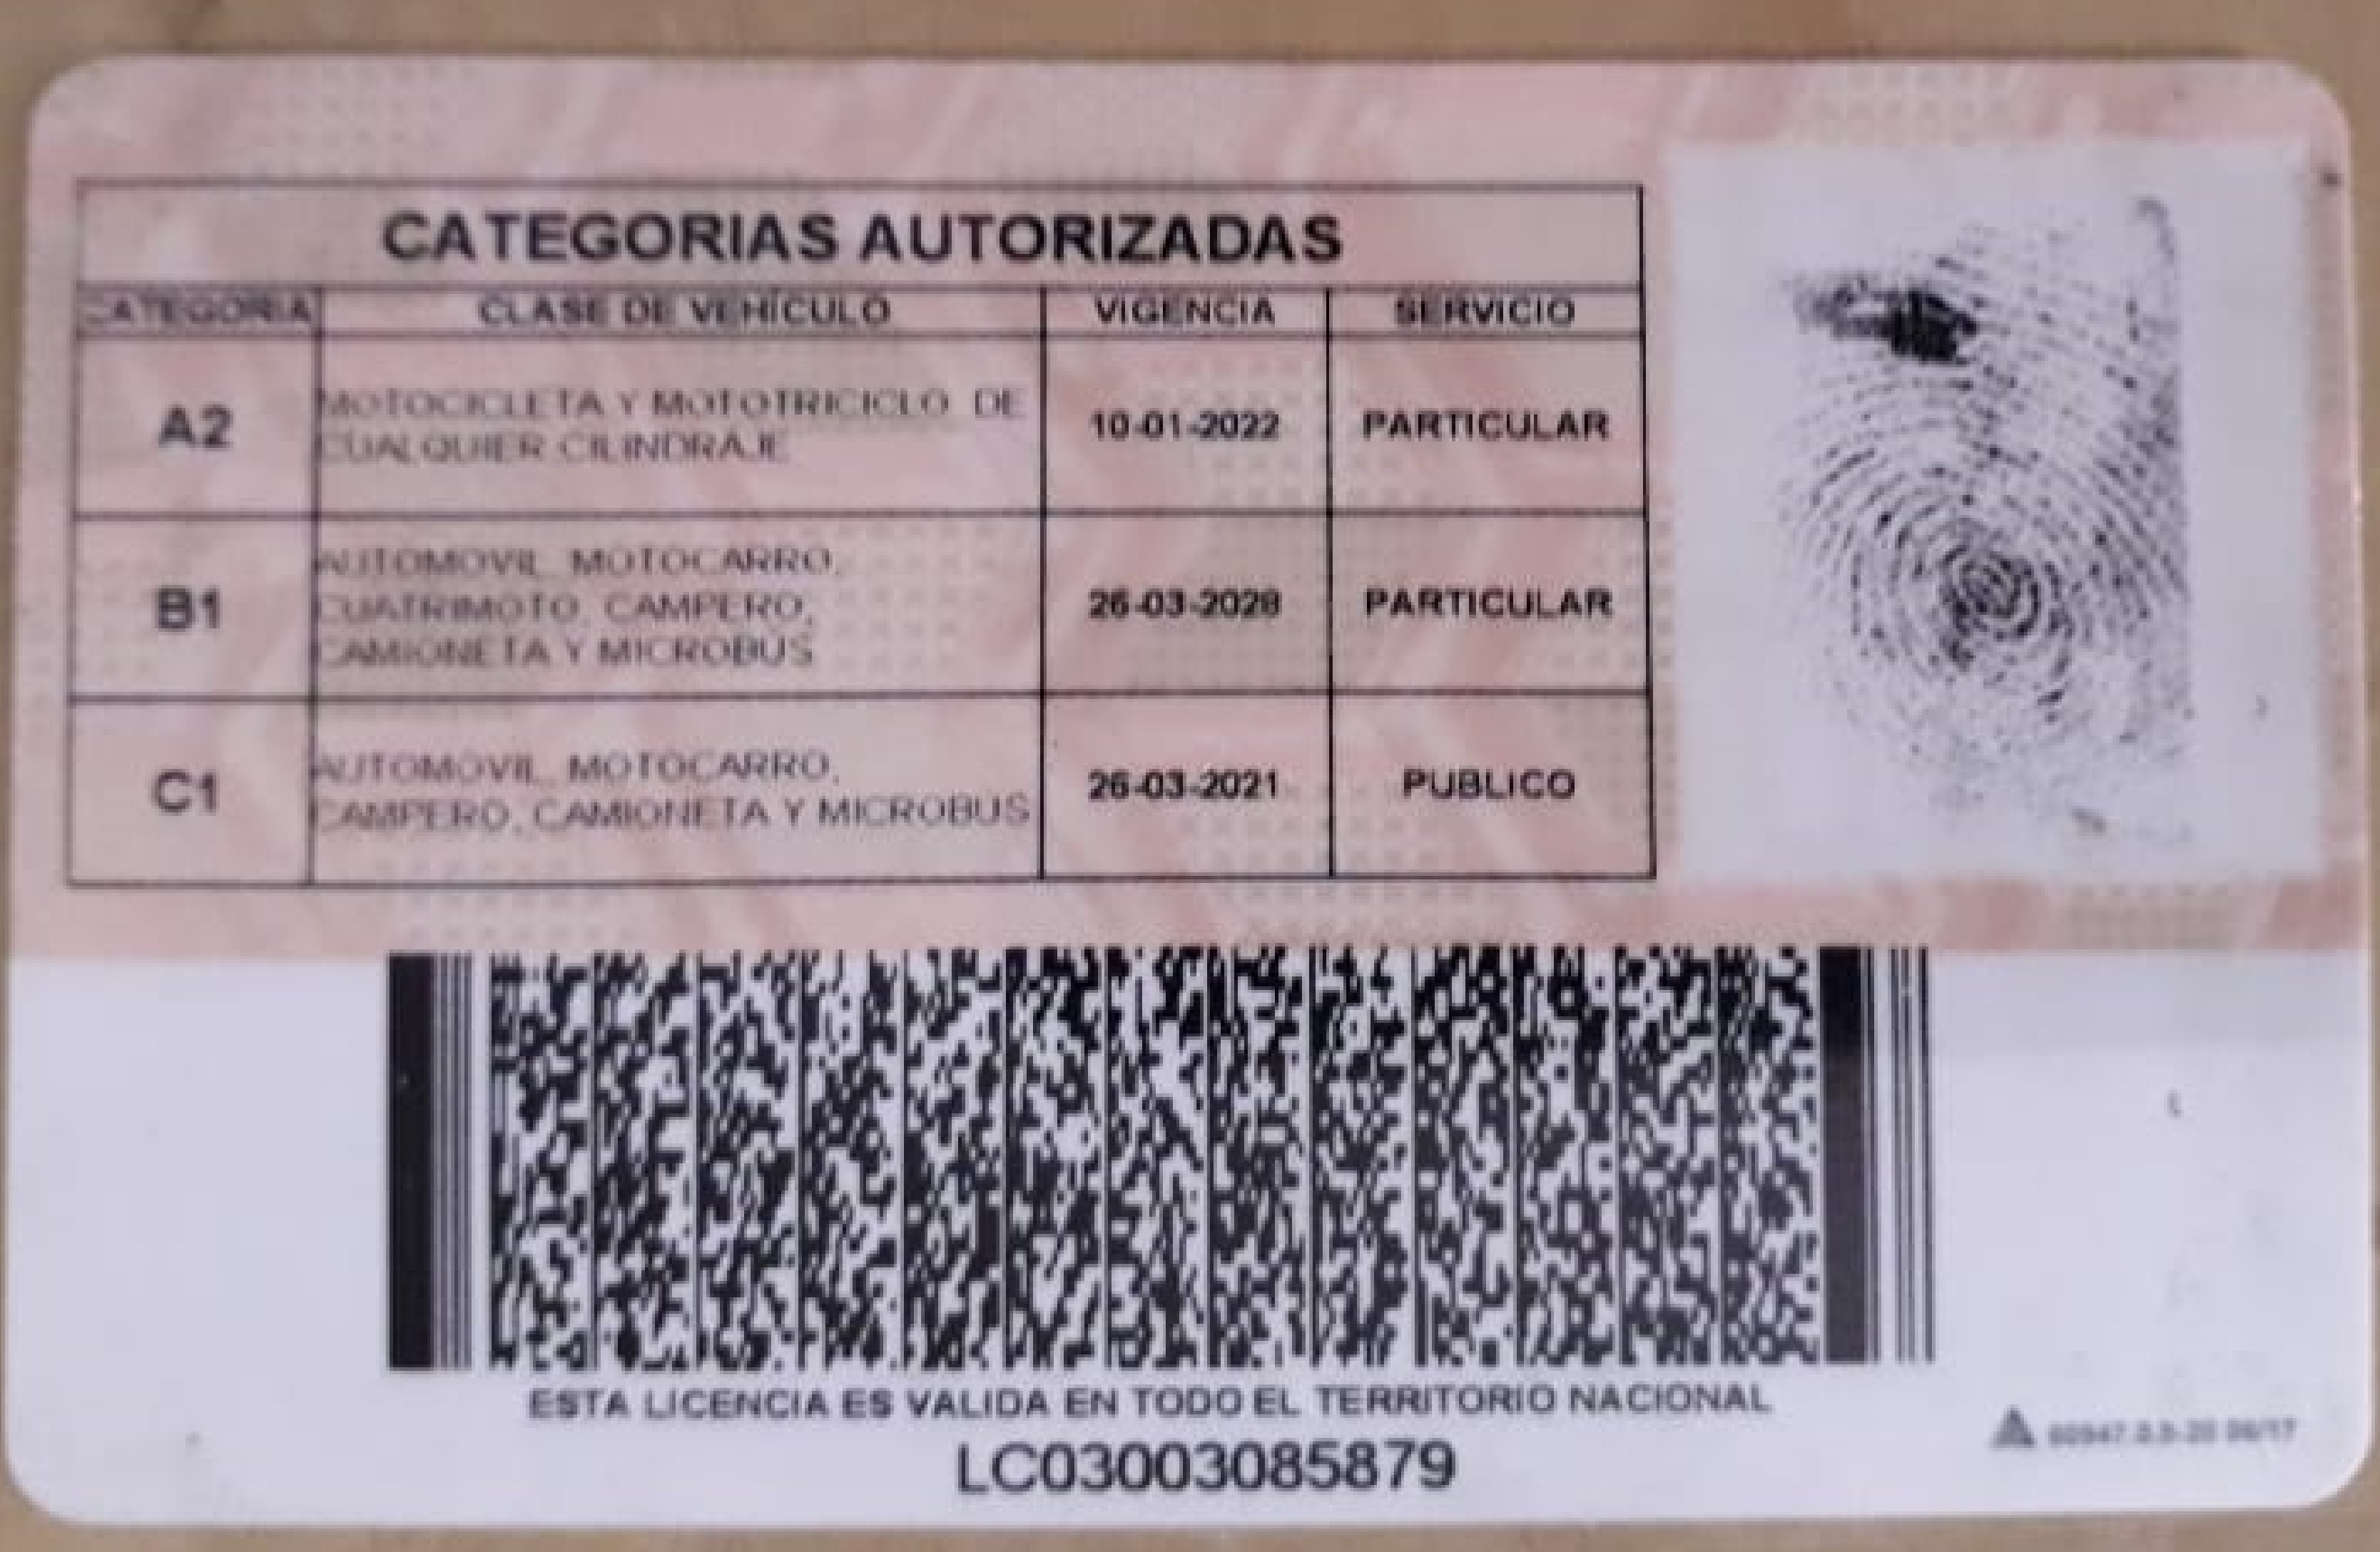 CATEGORIAS AUTORIZADAS
CATEGORIA CLASE DE VEHÍCULO VIGENCIA SERVICIO
A2 MOTOCICLETA Y MOTOTRICICLO DE CUALQUIER CILINDRAJE 10-01-2022 PARTICULAR
B1 AUTOMOVIL, MOTOCARRO, CUATRIMOTO, CAMPERO, CAMIONETA Y MICROBUS 26-03-2028 PARTICULAR
C1 AUTOMOVIL, MOTOCARRO, CAMPERO, CAMIONETA Y MICROBUS 26-03-2021 PUBLICO
ESTA LICENCIA ES VALIDA EN TODO EL TERRITORIO NACIONAL
LC03003085879